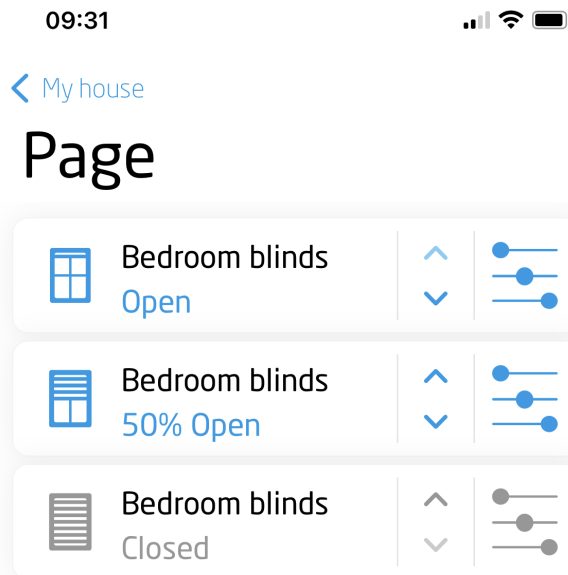 09:31
My house
Page
Bedroom blinds
Open
Bedroom blinds
50% Open
Bedroom blinds
Closed